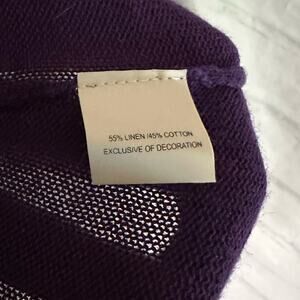 55% LINEN /45% COTTON
EXCLUSIVE OF DECORATION